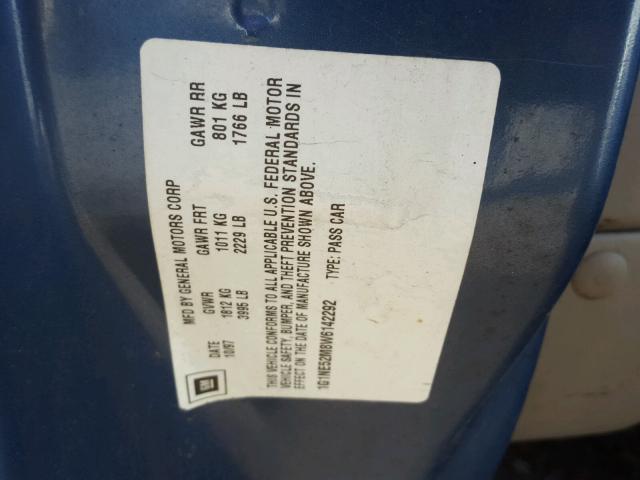 GM
MFD BY GENERAL MOTORS CORP
DATE GVWR GAWR FRT GAWR RR
10/97 1812 KG 1011 KG 801 KG
3995 LB 2229 LB 1766 LB
THIS VEHICLE CONFORMS TO ALL APPLICABLE U.S. FEDERAL MOTOR
VEHICLE SAFETY, BUMPER, AND THEFT PREVENTION STANDARDS IN
EFFECT ON THE DATE OF MANUFACTURE SHOWN ABOVE.
1G1NE52M8W6142292 TYPE: PASS CAR